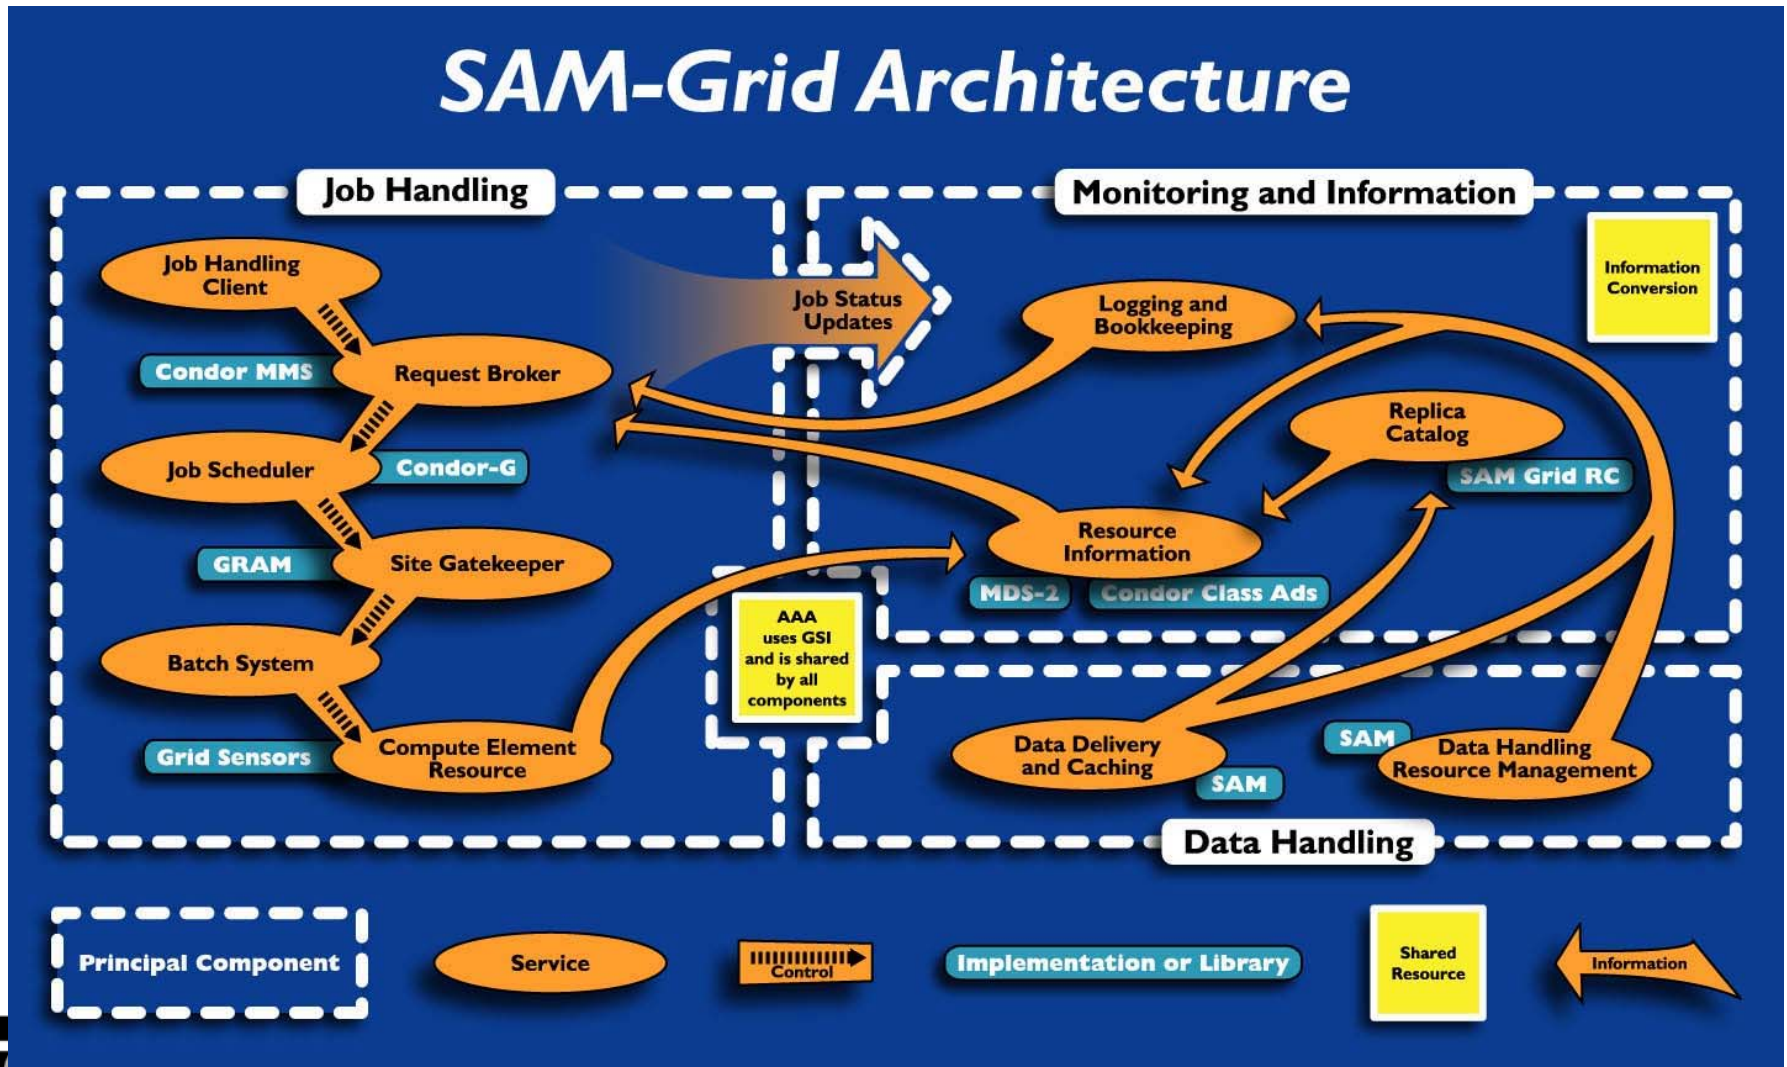 SAM-Grid Architecture
Job Handling
Job Handling
Client
Condor MMS
Request Broker
Job Scheduler
Condor-G
GRAM
Site Gatekeeper
Batch System
Grid Sensors
Compute Element
Resource
Job Status
Updates
Monitoring and Information
Information
Conversion
Logging and
Bookkeeping
Replica
Catalog
SAM Grid RC
Resource
Information
MDS-2
Condor Class Ads
AAA
uses GSI
and is shared
by all
components
Data Delivery
and Caching
SAM
SAM
Data Handling
Resource Management
Data Handling
Principal Component
Service
Control
Implementation or Library
Shared
Resource
Information